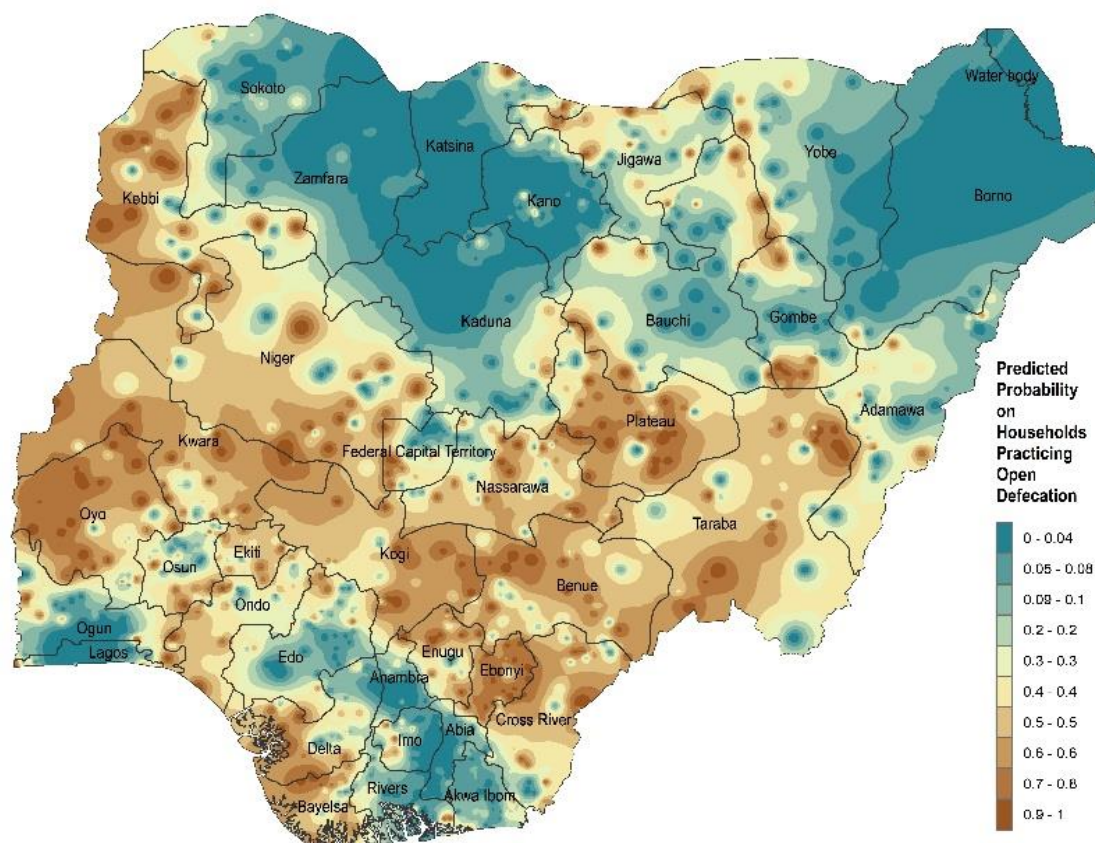 Water body
Sokoto
Katsina
Yobe
Jigawa
Zamfara
Kano
Kebbi
Borno
Kaduna
Bauchi
Gombe
Niger
Predicted
Probability
on
Households
Practicing
Open
Defecation
Adamawa
Plateau
Kwara
Federal Capital Territory
Nassarawa
Oyo
Taraba
Kogi
Ekiti
Osun
Benue
Ondo
Ogun
Lagos
Edo
Enugu
Ebonyi
Anambra
Cross River
Abia
Imo
Delta
Rivers
Akwa Ibom
Bayelsa
0 - 0.04
0.05 - 0.08
0.09 - 0.1
0.2 - 0.2
0.3 - 0.3
0.4 - 0.4
0.5 - 0.5
0.6 - 0.6
0.7 - 0.8
0.9 - 1